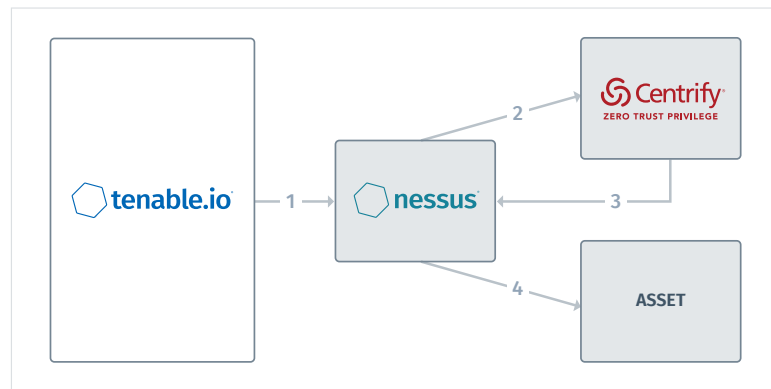 tenable.io
1
nessus
2
Centrify
ZERO TRUST PRIVILEGE
3
4
ASSET